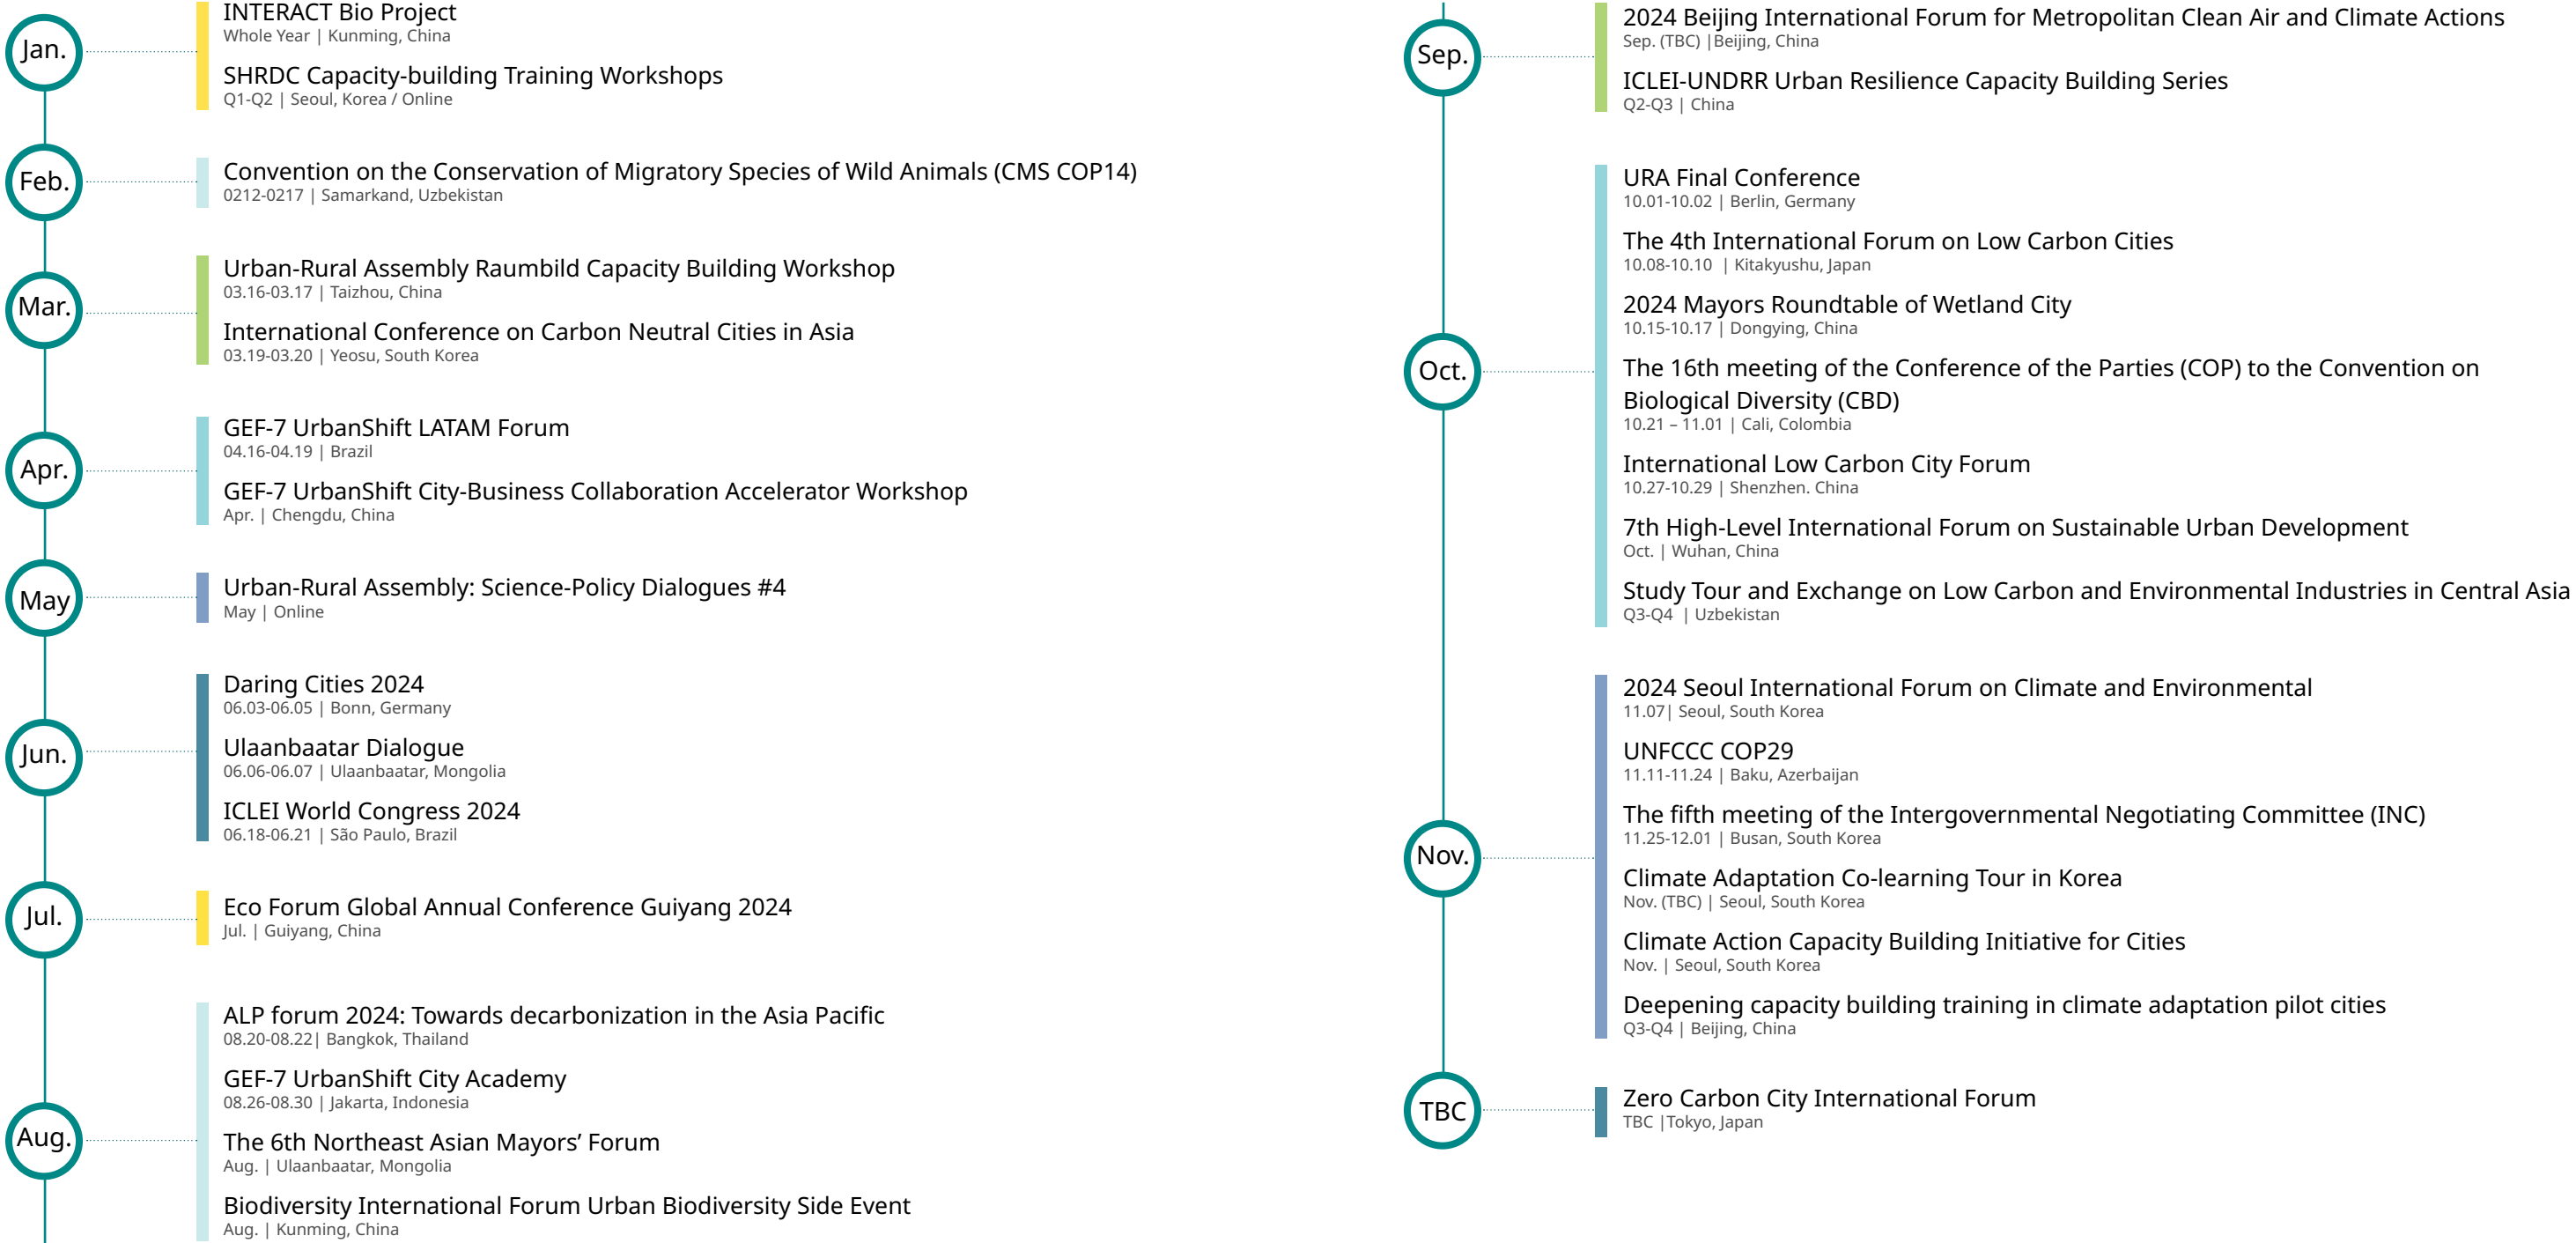 Jan.
INTERACT Bio Project
Whole Year | Kunming, China
SHRDC Capacity-building Training Workshops
Q1-Q2 | Seoul, Korea / Online
Feb.
Convention on the Conservation of Migratory Species of Wild Animals (CMS COP14)
0212-0217 | Samarkand, Uzbekistan
Mar.
Urban-Rural Assembly Raumbild Capacity Building Workshop
03.16-03.17 | Taizhou, China
International Conference on Carbon Neutral Cities in Asia
03.19-03.20 | Yeosu, South Korea
Apr.
GEF-7 UrbanShift LATAM Forum
04.16-04.19 | Brazil
GEF-7 UrbanShift City-Business Collaboration Accelerator Workshop
Apr. | Chengdu, China
May
Urban-Rural Assembly: Science-Policy Dialogues #4
May | Online
Jun.
Daring Cities 2024
06.03-06.05 | Bonn, Germany
Ulaanbaatar Dialogue
06.06-06.07 | Ulaanbaatar, Mongolia
ICLEI World Congress 2024
06.18-06.21 | São Paulo, Brazil
Jul.
Eco Forum Global Annual Conference Guiyang 2024
Jul. | Guiyang, China
Aug.
ALP forum 2024: Towards decarbonization in the Asia Pacific
08.20-08.22| Bangkok, Thailand
GEF-7 UrbanShift City Academy
08.26-08.30 | Jakarta, Indonesia
The 6th Northeast Asian Mayors’ Forum
Aug. | Ulaanbaatar, Mongolia
Biodiversity International Forum Urban Biodiversity Side Event
Aug. | Kunming, China
Sep.
2024 Beijing International Forum for Metropolitan Clean Air and Climate Actions
Sep. (TBC) |Beijing, China
ICLEI-UNDRR Urban Resilience Capacity Building Series
Q2-Q3 | China
Oct.
URA Final Conference
10.01-10.02 | Berlin, Germany
The 4th International Forum on Low Carbon Cities
10.08-10.10  | Kitakyushu, Japan
2024 Mayors Roundtable of Wetland City
10.15-10.17 | Dongying, China
The 16th meeting of the Conference of the Parties (COP) to the Convention on
Biological Diversity (CBD)
10.21 – 11.01 | Cali, Colombia
International Low Carbon City Forum
10.27-10.29 | Shenzhen. China
7th High-Level International Forum on Sustainable Urban Development
Oct. | Wuhan, China
Study Tour and Exchange on Low Carbon and Environmental Industries in Central Asia
Q3-Q4  | Uzbekistan
Nov.
2024 Seoul International Forum on Climate and Environmental
11.07| Seoul, South Korea
UNFCCC COP29
11.11-11.24 | Baku, Azerbaijan
The fifth meeting of the Intergovernmental Negotiating Committee (INC)
11.25-12.01 | Busan, South Korea
Climate Adaptation Co-learning Tour in Korea
Nov. (TBC) | Seoul, South Korea
Climate Action Capacity Building Initiative for Cities
Nov. | Seoul, South Korea
Deepening capacity building training in climate adaptation pilot cities
Q3-Q4 | Beijing, China
TBC
Zero Carbon City International Forum
TBC |Tokyo, Japan